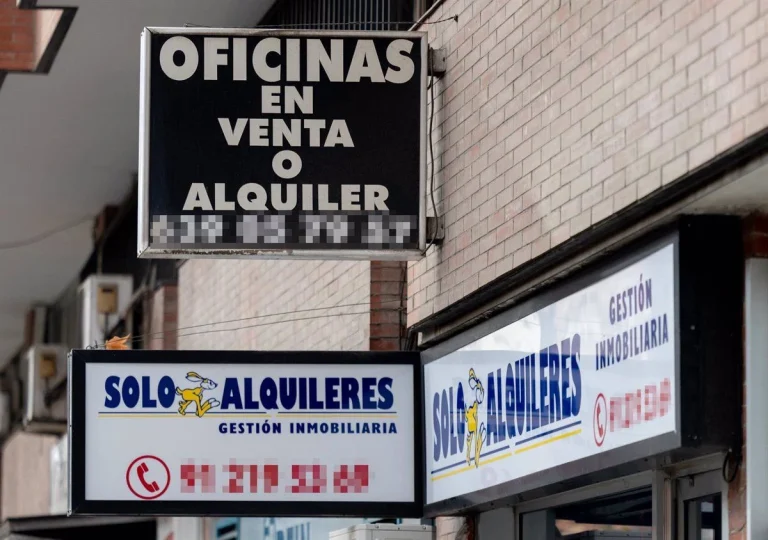 OFICINAS
EN
VENTA
O
ALQUILER
SOLO ALQUILERES
GESTIÓN INMOBILIARIA
SOLO ALQUILERES
GESTIÓN
INMOBILIARIA